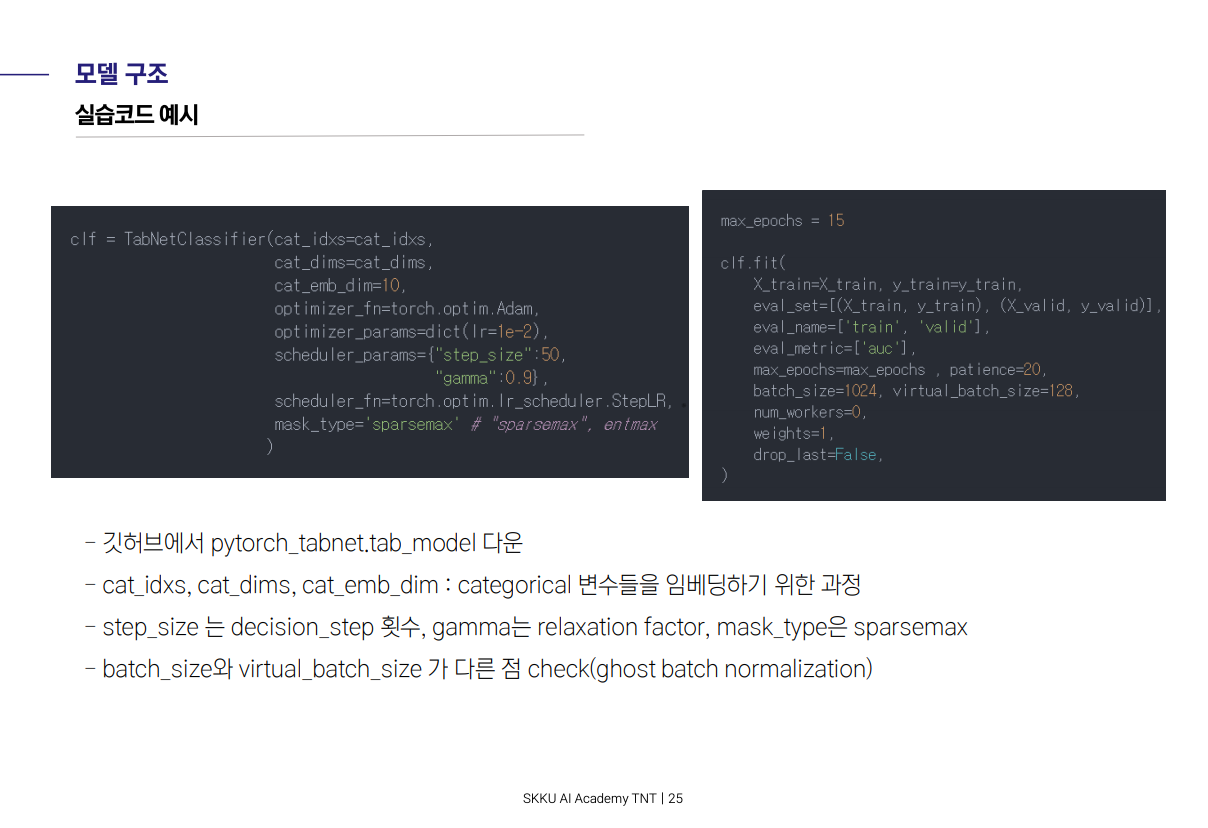 모델 구조
실습코드 예시
clf = TabNetClassifier(cat_idxs=cat_idxs,
cat_dims=cat_dims,
cat_emb_dim=10,
optimizer_fn=torch.optim.Adam,
optimizer_params=dict(lr=1e-2),
scheduler_params={"step_size":50,
"gamma":0.9},
scheduler_fn=torch.optim.lr_scheduler.StepLR,
mask_type='sparsemax' # "sparsemax", entmax
)
max_epochs = 15
clf.fit(
X_train=X_train, y_train=y_train,
eval_set=[(X_train, y_train), (X_valid, y_valid)],
eval_name=['train', 'valid'],
eval_metric=['auc'],
max_epochs=max_epochs , patience=20,
batch_size=1024, virtual_batch_size=128,
num_workers=0,
weights=1,
drop_last=False,
)
- 깃허브에서 pytorch_tabnet.tab_model 다운
- cat_idxs, cat_dims, cat_emb_dim : categorical 변수들을 임베딩하기 위한 과정
- step_size 는 decision_step 횟수, gamma는 relaxation factor, mask_type은 sparsemax
- batch_size와 virtual_batch_size 가 다른 점 check(ghost batch normalization)
SKKU AI Academy TNT | 25